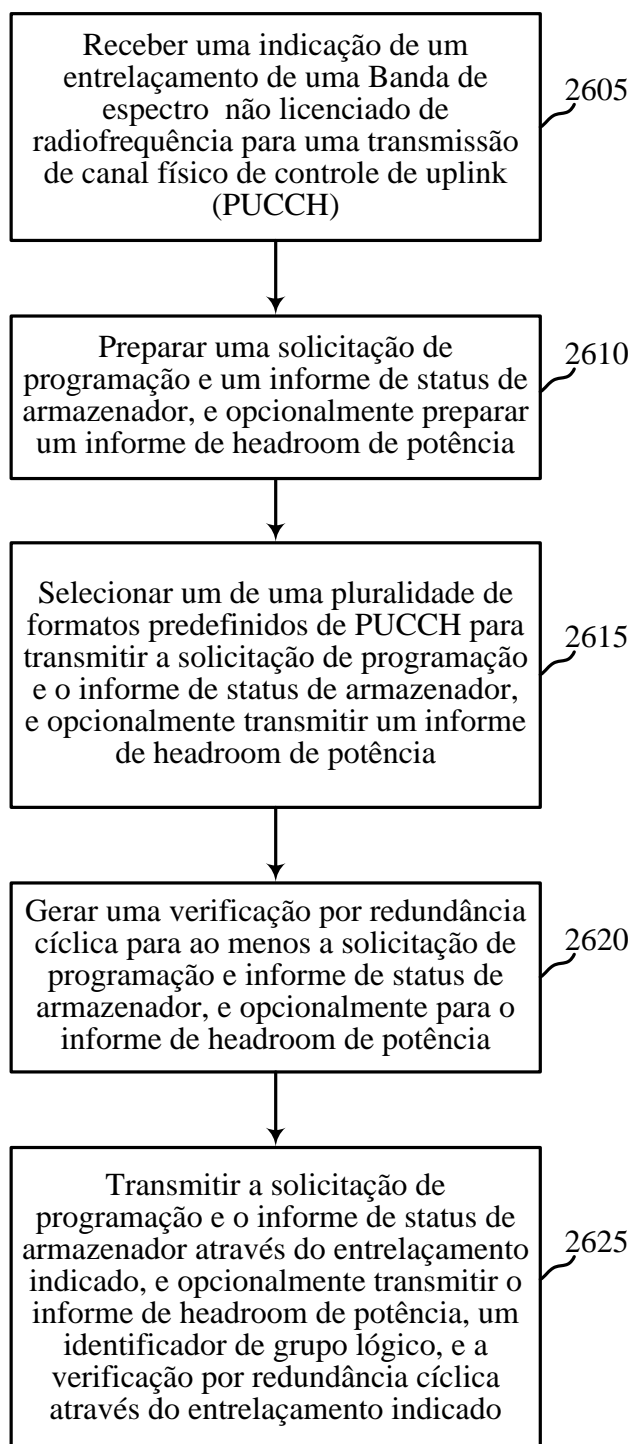 Receber uma indicação de um
entrelaçamento de uma Banda de
espectro não licenciado de
radiofrequência para uma transmissão
de canal físico de controle de uplink
(PUCCH)
2605
Preparar uma solicitação de
programação e um informe de status de
armazenador, e opcionalmente preparar
um informe de headroom de potência
2610
Selecionar um de uma pluralidade de
formatos predefinidos de PUCCH para
transmitir a solicitação de programação
e o informe de status de armazenador,
e opcionalmente transmitir um informe
de headroom de potência
2615
Gerar uma verificação por redundância
cíclica para ao menos a solicitação de
programação e informe de status de
armazenador, e opcionalmente para o
informe de headroom de potência
2620
Transmitir a solicitação de
programação e o informe de status de
armazenador através do entrelaçamento
indicado, e opcionalmente transmitir o
informe de headroom de potência, um
identificador de grupo lógico, e a
verificação por redundância cíclica
através do entrelaçamento indicado
2625